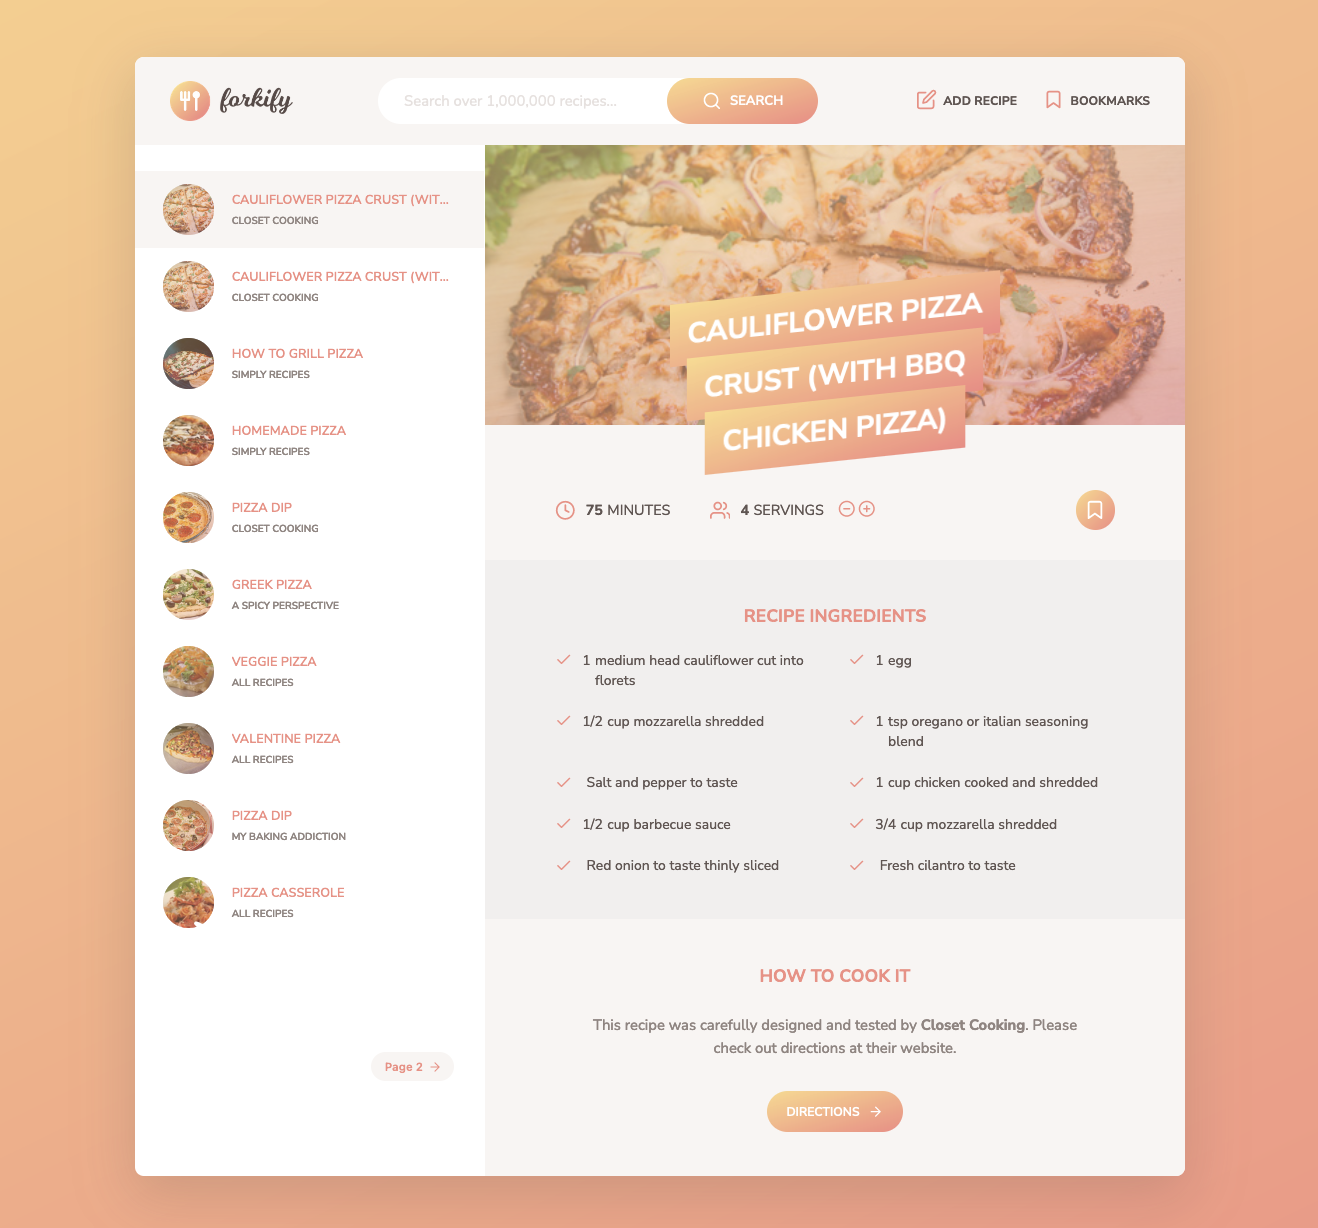 forkify
Search over 1,000,000 recipes...
SEARCH
ADD RECIPE
BOOKMARKS
CAULIFLOWER PIZZA CRUST (WIT...
CLOSET COOKING
CAULIFLOWER PIZZA CRUST (WIT...
CLOSET COOKING
HOW TO GRILL PIZZA
SIMPLY RECIPES
HOMEMADE PIZZA
SIMPLY RECIPES
PIZZA DIP
CLOSET COOKING
GREEK PIZZA
A SPICY PERSPECTIVE
VEGGIE PIZZA
ALL RECIPES
VALENTINE PIZZA
ALL RECIPES
PIZZA DIP
MY BAKING ADDICTION
PIZZA CASSEROLE
ALL RECIPES
Page 2
CAULIFLOWER PIZZA
CRUST (WITH BBQ
CHICKEN PIZZA)
75 MINUTES
4 SERVINGS
RECIPE INGREDIENTS
1 medium head cauliflower cut into
florets
1 egg
1/2 cup mozzarella shredded
1 tsp oregano or italian seasoning
blend
Salt and pepper to taste
1 cup chicken cooked and shredded
1/2 cup barbecue sauce
3/4 cup mozzarella shredded
Red onion to taste thinly sliced
Fresh cilantro to taste
HOW TO COOK IT
This recipe was carefully designed and tested by Closet Cooking. Please
check out directions at their website.
DIRECTIONS